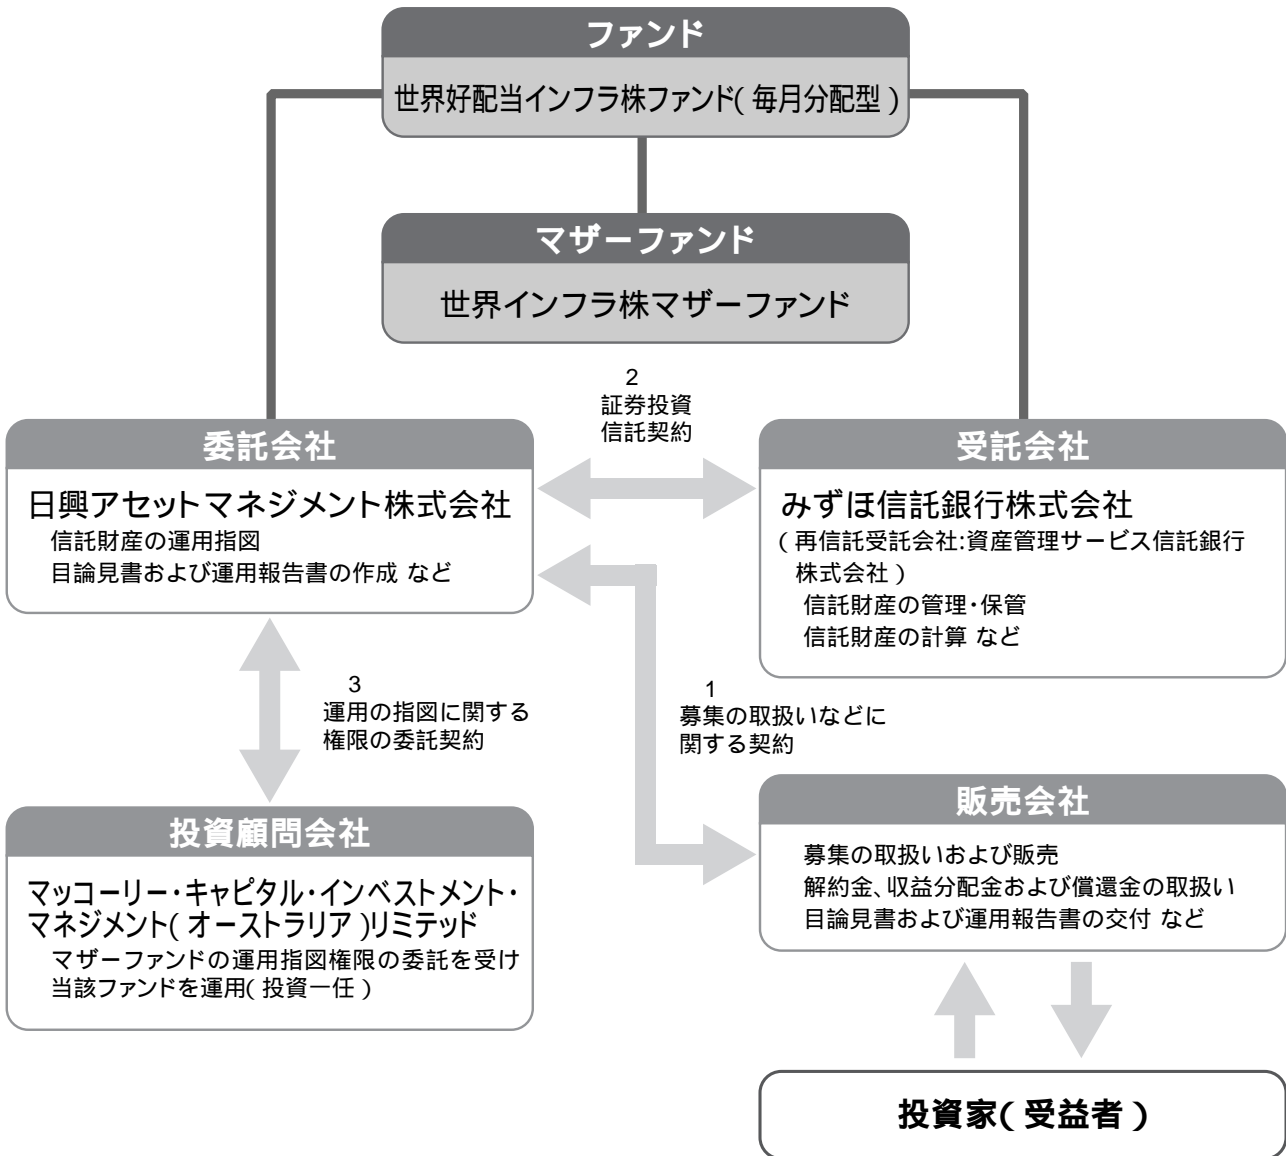 ファンド
世界好配当インフラ株ファンド(毎月分配型)
マザーファンド
世界インフラ株マザーファンド
2
証券投資
信託契約
委託会社
日興アセットマネジメント株式会社
信託財産の運用指図
目論見書および運用報告書の作成 など
受託会社
みずほ信託銀行株式会社
(再信託受託会社:資産管理サービス信託銀行
株式会社)
信託財産の管理・保管
信託財産の計算 など
3
運用の指図に関する
権限の委託契約
1
募集の取扱いなどに
関する契約
投資顧問会社
マッコーリー・キャピタル・インベストメント・
マネジメント(オーストラリア)リミテッド
マザーファンドの運用指図権限の委託を受け
当該ファンドを運用(投資一任)
販売会社
募集の取扱いおよび販売
解約金、収益分配金および償還金の取扱い
目論見書および運用報告書の交付 など
投資家(受益者)